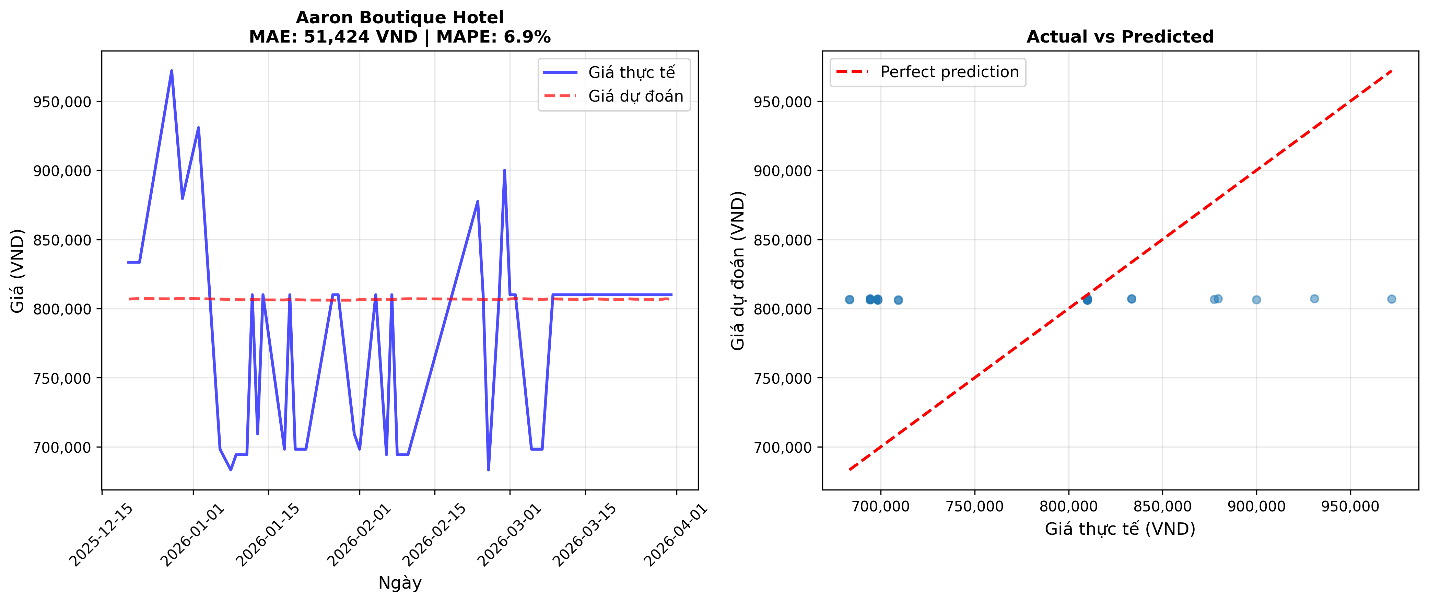 Aaron Boutique Hotel
MAE: 51,424 VND | MAPE: 6.9%
Giá (VND)
950,000
900,000
850,000
800,000
750,000
700,000
Giá thực tế
Giá dự đoán
2025-12-15
2026-01-01
2026-01-15
2026-02-01
2026-02-15
2026-03-01
2026-03-15
2026-04-01
Ngày
Actual vs Predicted
Giá dự đoán (VND)
950,000
900,000
850,000
800,000
750,000
700,000
Perfect prediction
700,000
750,000
800,000
850,000
900,000
950,000
Giá thực tế (VND)